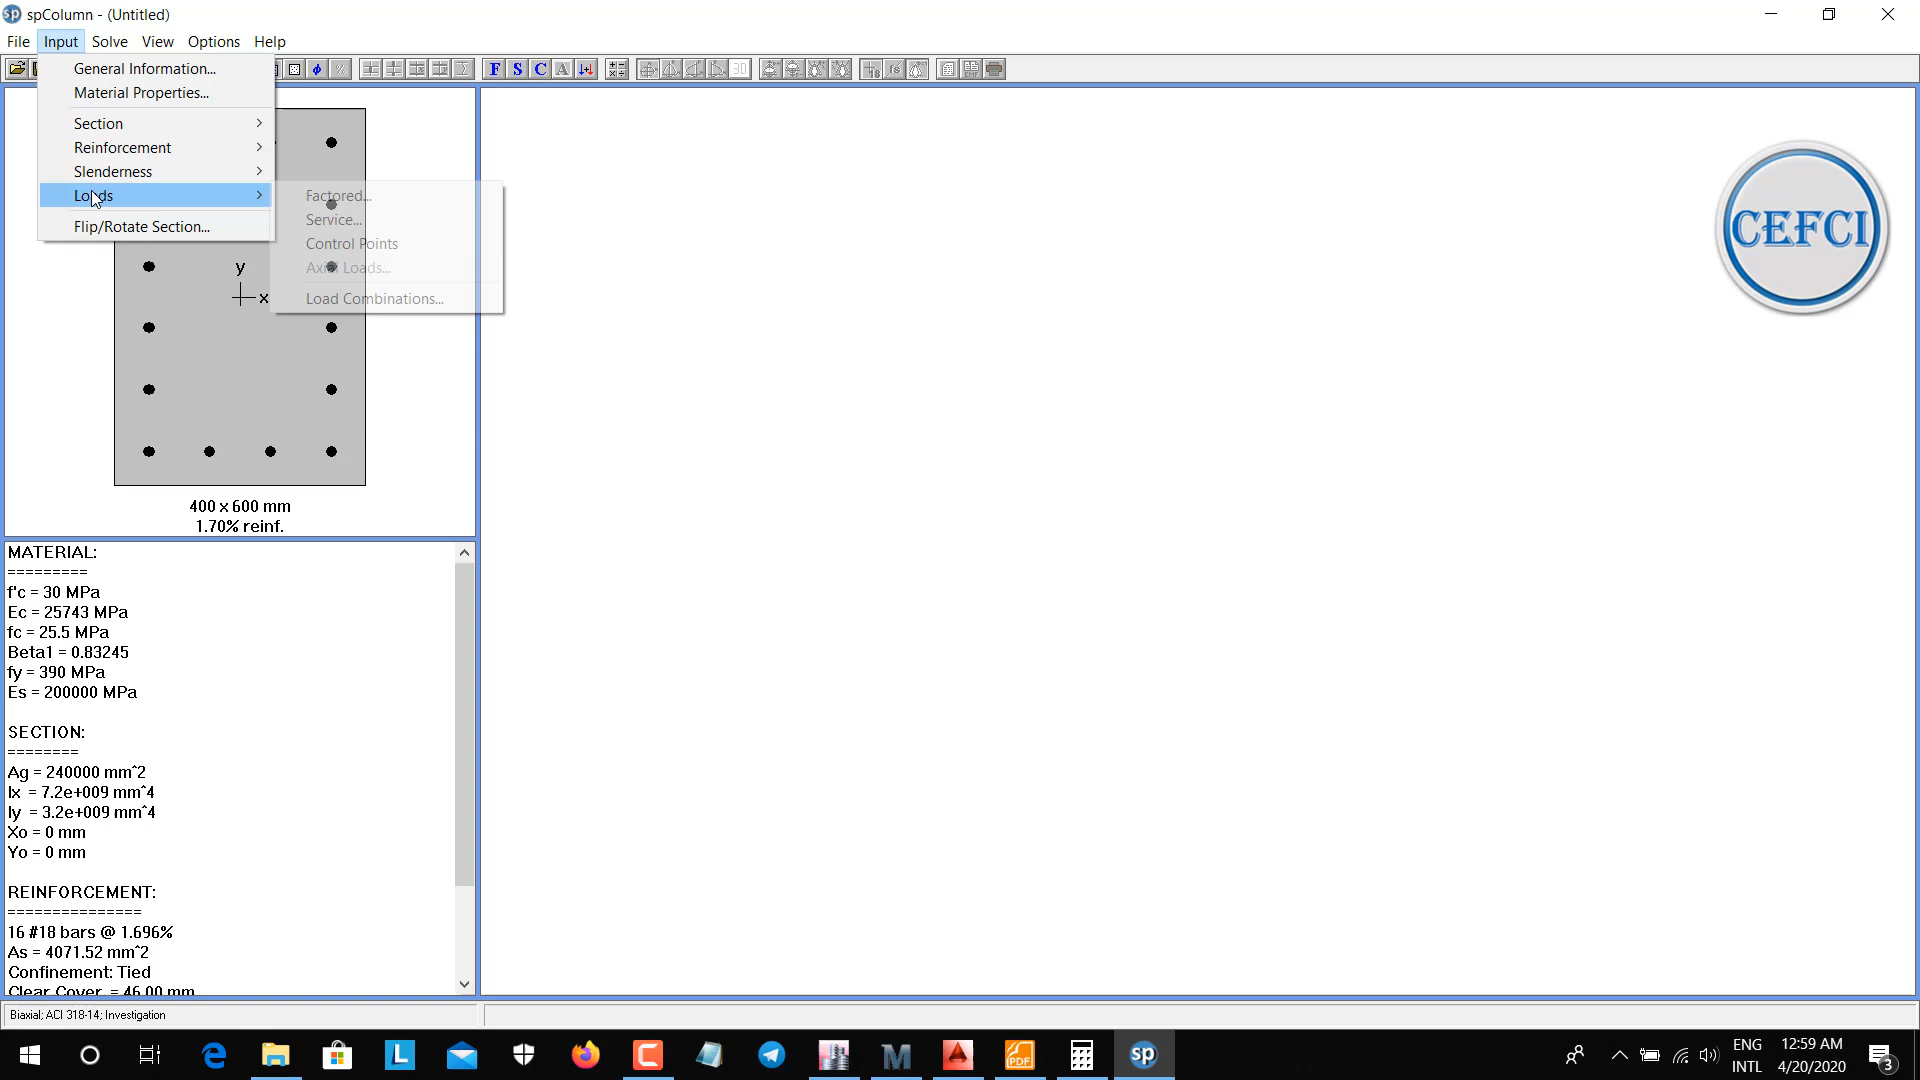 spColumn - (Untitled)
File Input Solve View Options Help
General Information...
Material Properties...
Section
Reinforcement
Slenderness
Loads
Flip/Rotate Section...
Factored...
Service...
Control Points
Axial Loads...
Load Combinations...
F S C A
CEFCI
y
x
400 x 600 mm
1.70% reinf.
MATERIAL:
=========
f'c = 30 MPa
Ec = 25743 MPa
fc = 25.5 MPa
Beta1 = 0.83245
fy = 390 MPa
Es = 200000 MPa
SECTION:
========
Ag = 240000 mm^2
Ix = 7.2e+009 mm^4
Iy = 3.2e+009 mm^4
Xo = 0 mm
Yo = 0 mm
REINFORCEMENT:
===============
16 #18 bars @ 1.696%
As = 4071.52 mm^2
Confinement: Tied
Clear Cover = 46.00 mm
Biaxial; ACI 318-14; Investigation
L
M
PDF
sp
ENG
INTL
12:59 AM
4/20/2020
3